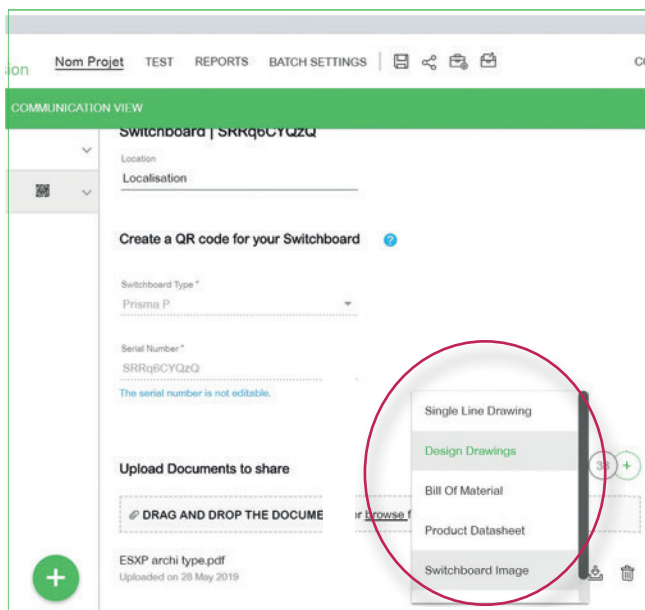 sion
Nom Projet TEST REPORTS BATCH SETTINGS
COMMUNICATION VIEW
Switchboard | SRRq6CYQzQ
Location
Localisation
Create a QR code for your Switchboard ?
Switchboard Type *
Prisma P
Serial Number *
SRRq6CYQzQ
The serial number is not editable.
Single Line Drawing
Design Drawings
Bill Of Material
Product Datasheet
Switchboard Image
Upload Documents to share
DRAG AND DROP THE DOCUME
or browse f
ESXP archi type.pdf
Uploaded on 28 May 2019